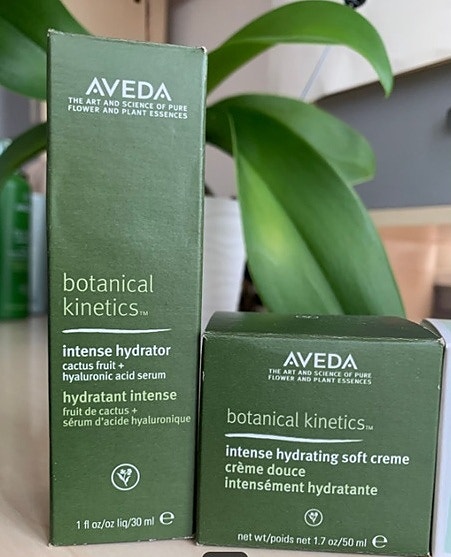 AVEDA
THE ART AND SCIENCE OF PURE
FLOWER AND PLANT ESSENCES
botanical
kinetics™
intense hydrator
cactus fruit +
hyaluronic acid serum
hydratant intense
fruit de cactus +
sérum d'acide hyaluronique
1 fl oz/oz liq/30 ml e
AVEDA
THE ART AND SCIENCE OF PURE
FLOWER AND PLANT ESSENCES
botanical kinetics™
intense hydrating soft creme
crème douce
intensément hydratante
net wt/poids net 1.7 oz/50 ml e